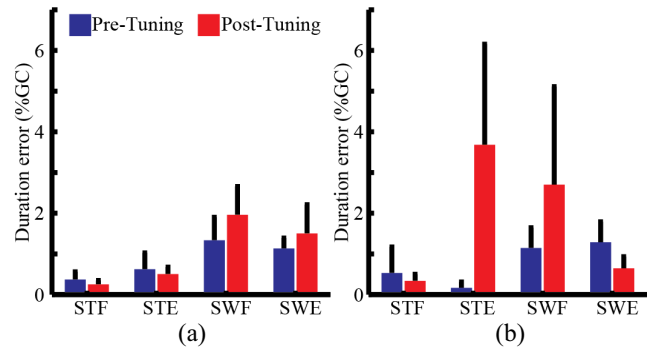 Pre-Tuning Post-Tuning
Duration error (%GC)
6
4
2
0
STF STE SWF SWE
(a)
Duration error (%GC)
6
4
2
0
STF STE SWF SWE
(b)